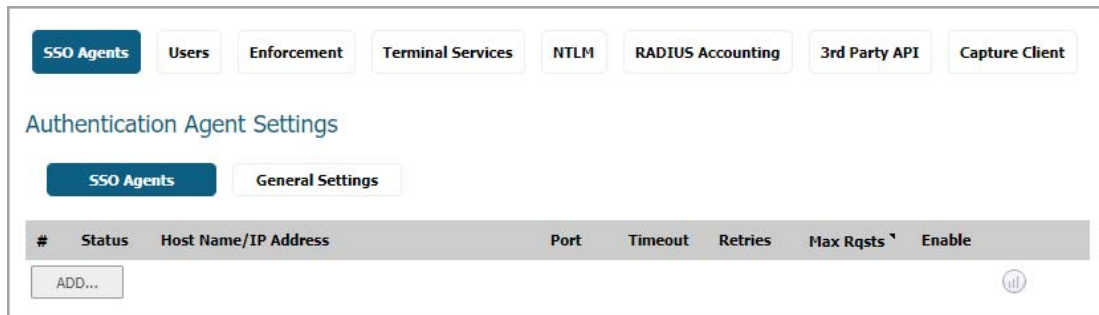 SSO Agents Users Enforcement Terminal Services NTLM RADIUS Accounting 3rd Party API Capture Client
Authentication Agent Settings
SSO Agents General Settings
# Status Host Name/IP Address Port Timeout Retries Max Rqsts Enable
ADD...